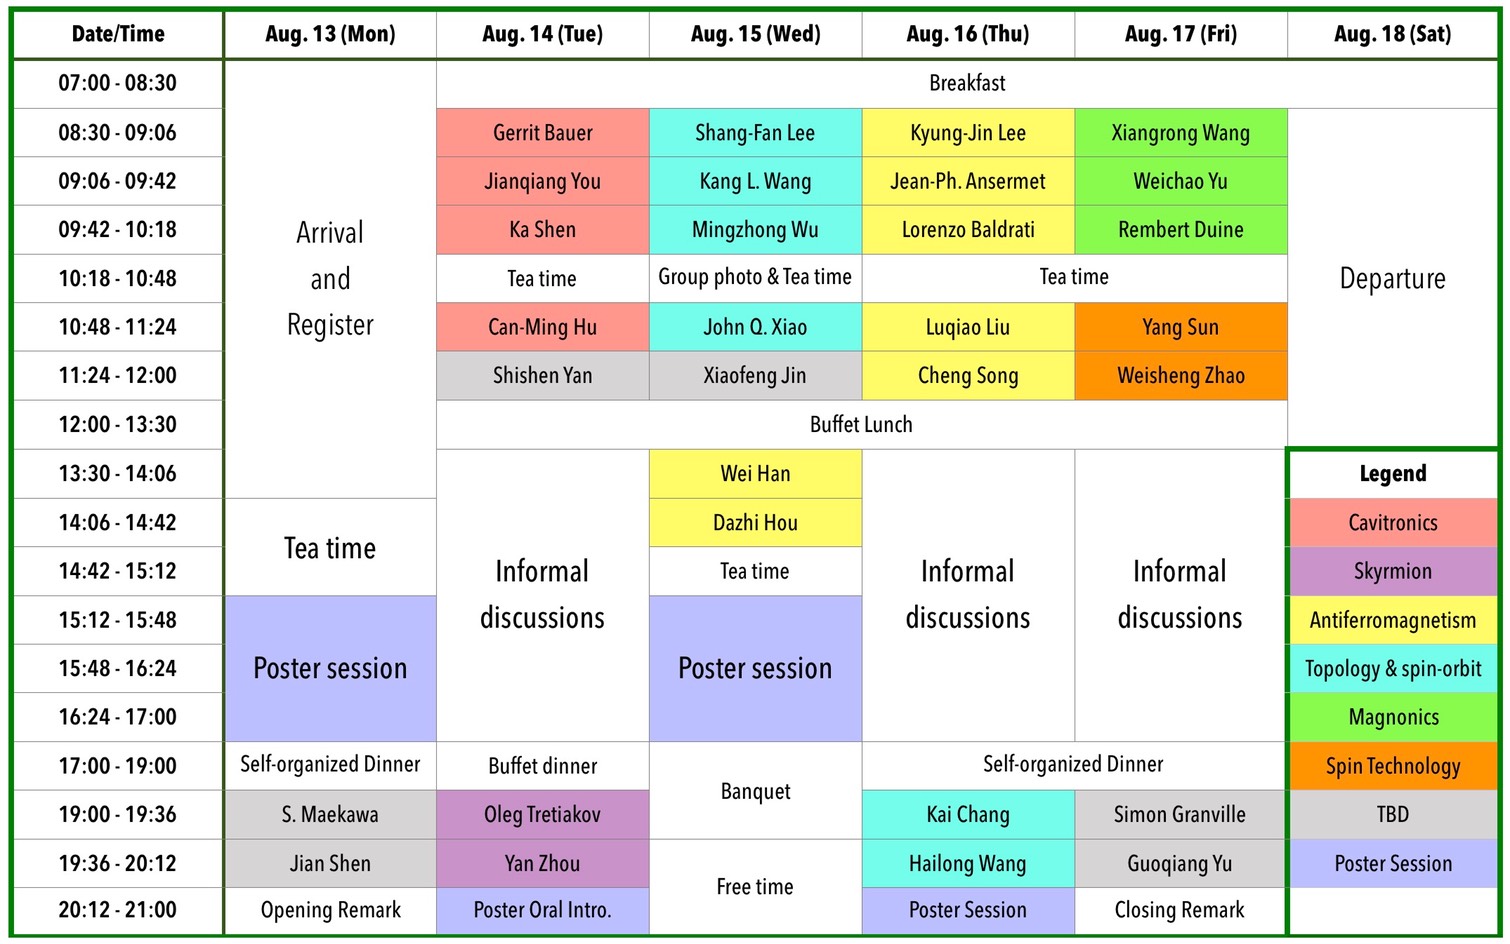 Date/Time Aug. 13 (Mon) Aug. 14 (Tue) Aug. 15 (Wed) Aug. 16 (Thu) Aug. 17 (Fri) Aug. 18 (Sat)
07:00 - 08:30 Breakfast
08:30 - 09:06 Gerrit Bauer Shang-Fan Lee Kyung-Jin Lee Xiangrong Wang
09:06 - 09:42 Jianqiang You Kang L. Wang Jean-Ph. Ansermet Weichao Yu
09:42 - 10:18 Arrival Ka Shen Mingzhong Wu Lorenzo Baldrati Rembert Duine
10:18 - 10:48 and Tea time Group photo & Tea time Tea time Departure
10:48 - 11:24 Register Can-Ming Hu John Q. Xiao Luqiao Liu Yang Sun
11:24 - 12:00 Shishen Yan Xiaofeng Jin Cheng Song Weisheng Zhao
12:00 - 13:30 Buffet Lunch
13:30 - 14:06 Wei Han Legend
14:06 - 14:42 Tea time Dazhi Hou Cavitronics
14:42 - 15:12 Informal Tea time Informal Informal Skyrmion
15:12 - 15:48 discussions discussions discussions Antiferromagnetism
15:48 - 16:24 Poster session Poster session Topology & spin-orbit
16:24 - 17:00 Magnonics
17:00 - 19:00 Self-organized Dinner Buffet dinner Banquet Self-organized Dinner Spin Technology
19:00 - 19:36 S. Maekawa Oleg Tretiakov Kai Chang Simon Granville TBD
19:36 - 20:12 Jian Shen Yan Zhou Free time Hailong Wang Guoqiang Yu Poster Session
20:12 - 21:00 Opening Remark Poster Oral Intro. Poster Session Closing Remark